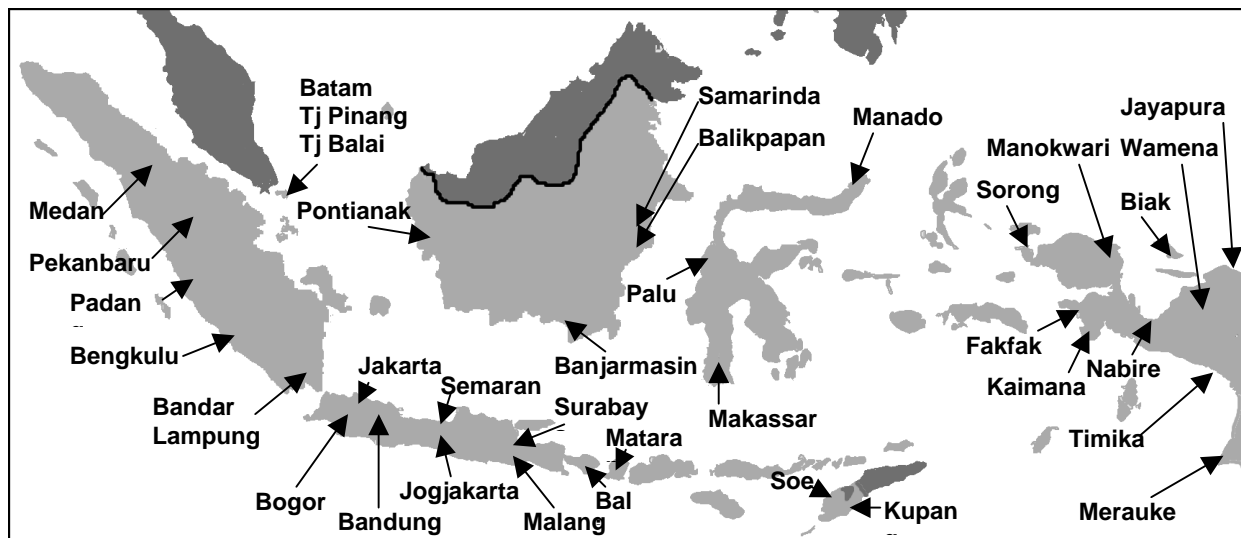 Batam
Tj Pinang
Tj Balai
Samarinda
Balikpapan
Manado
Jayapura
Manokwari
Wamena
Sorong
Biak
Medan
Pontianak
Pekanbaru
Padan
Palu
Bengkulu
Jakarta
Banjarmasin
Fakfak
Kaimana
Nabire
Bandar
Lampung
Semaran
Surabay
Makassar
Matara
Timika
Bogor
Bandung
Jogjakarta
Malang
Bal
Soe
Kupan
Merauke